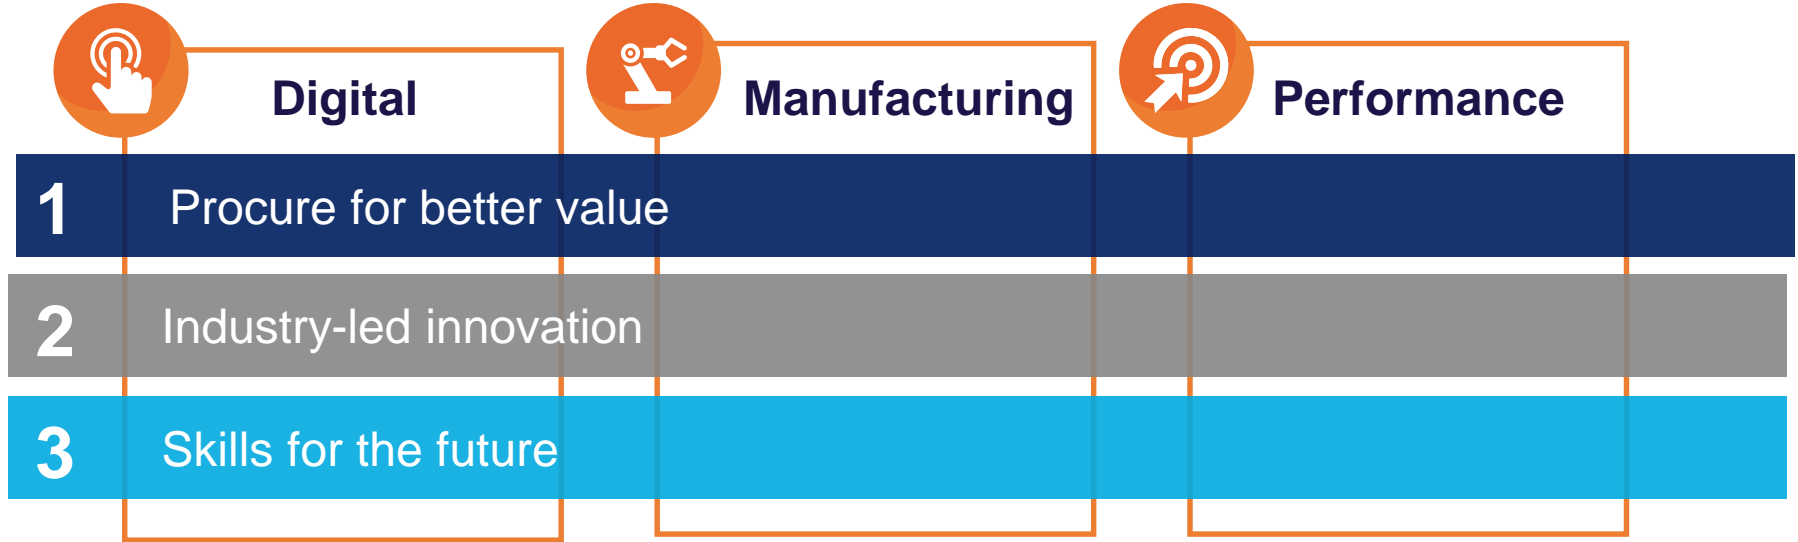 Digital
Manufacturing
Performance
1 Procure for better value
2 Industry-led innovation
3 Skills for the future